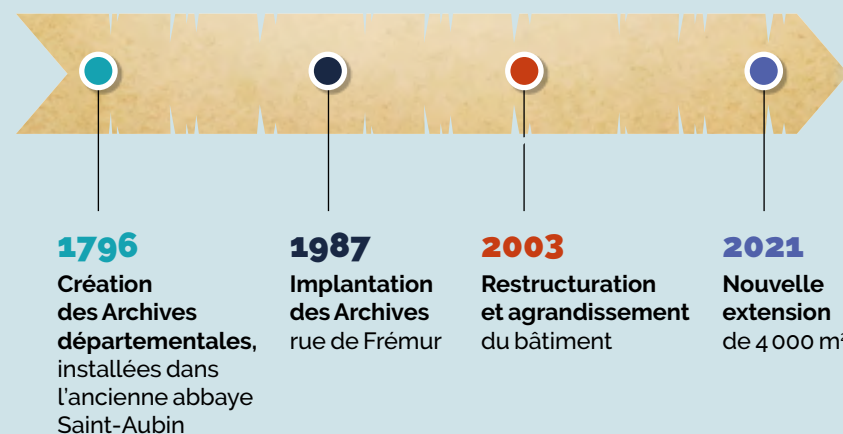 1796
Création
des Archives
départementales,
installées dans
l'ancienne abbaye
Saint-Aubin
1987
Implantation
des Archives
rue de Frémur
2003
Restructuration
et agrandissement
du bâtiment
2021
Nouvelle
extension
de 4 000 m²